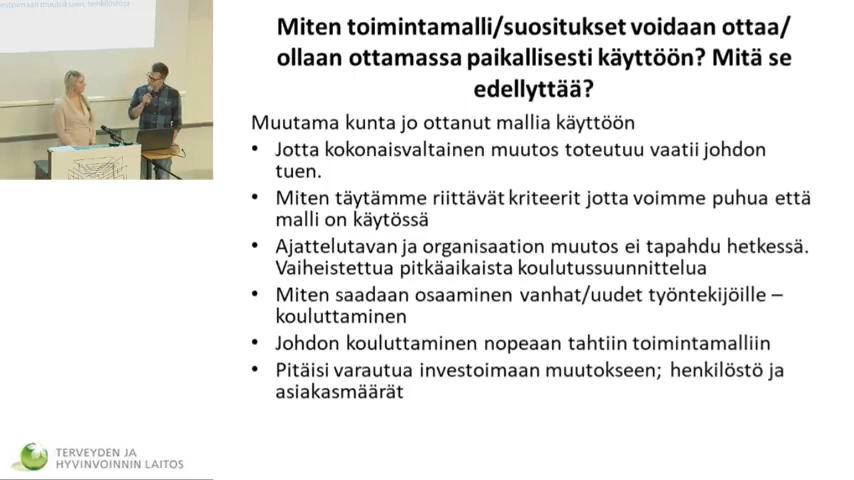 Miten toimintamalli/suositukset voidaan ottaa/
ollaan ottamassa paikallisesti käyttöön? Mitä se
edellyttää?
Muutama kunta jo ottanut mallia käyttöön
• Jotta kokonaisvaltainen muutos toteutuu vaatii johdon
tuen.
• Miten täytämme riittävät kriteerit jotta voimme puhua että
malli on käytössä
• Ajattelutavan ja organisaation muutos ei tapahdu hetkessä.
Vaiheistettua pitkäaikaista koulutussuunnittelua
• Miten saadaan osaaminen vanhat/uudet työntekijöille –
kouluttaminen
• Johdon kouluttaminen nopeaan tahtiin toimintamalliin
• Pitäisi varautua investoimaan muutokseen; henkilöstö ja
asiakasmäärät
TERVEYDEN JA
HYVINVOINNIN LAITOS